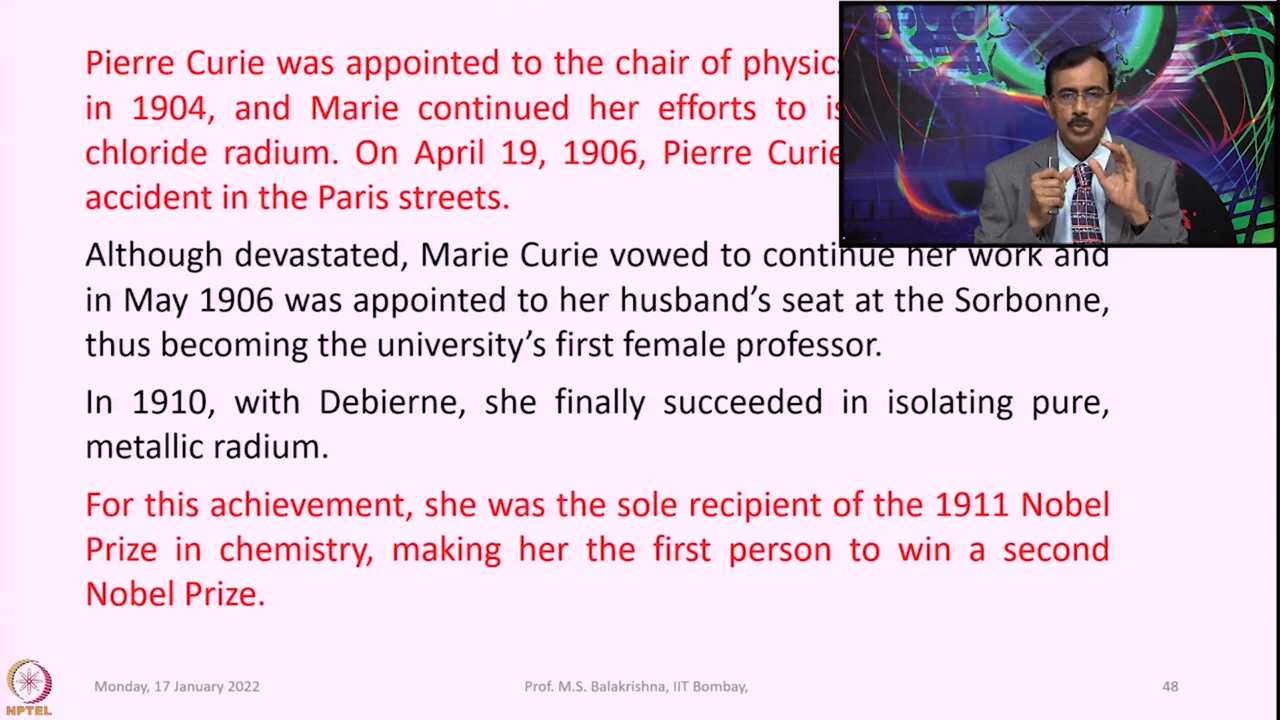 Pierre Curie was appointed to the chair of physics
in 1904, and Marie continued her efforts to
chloride radium. On April 19, 1906, Pierre Curie
accident in the Paris streets.
Although devastated, Marie Curie vowed to continue her work and
in May 1906 was appointed to her husband’s seat at the Sorbonne,
thus becoming the university’s first female professor.
In 1910, with Debierne, she finally succeeded in isolating pure,
metallic radium.
For this achievement, she was the sole recipient of the 1911 Nobel
Prize in chemistry, making her the first person to win a second
Nobel Prize.
NPTEL
Monday, 17 January 2022
Prof. M.S. Balakrishna, IIT Bombay,
48